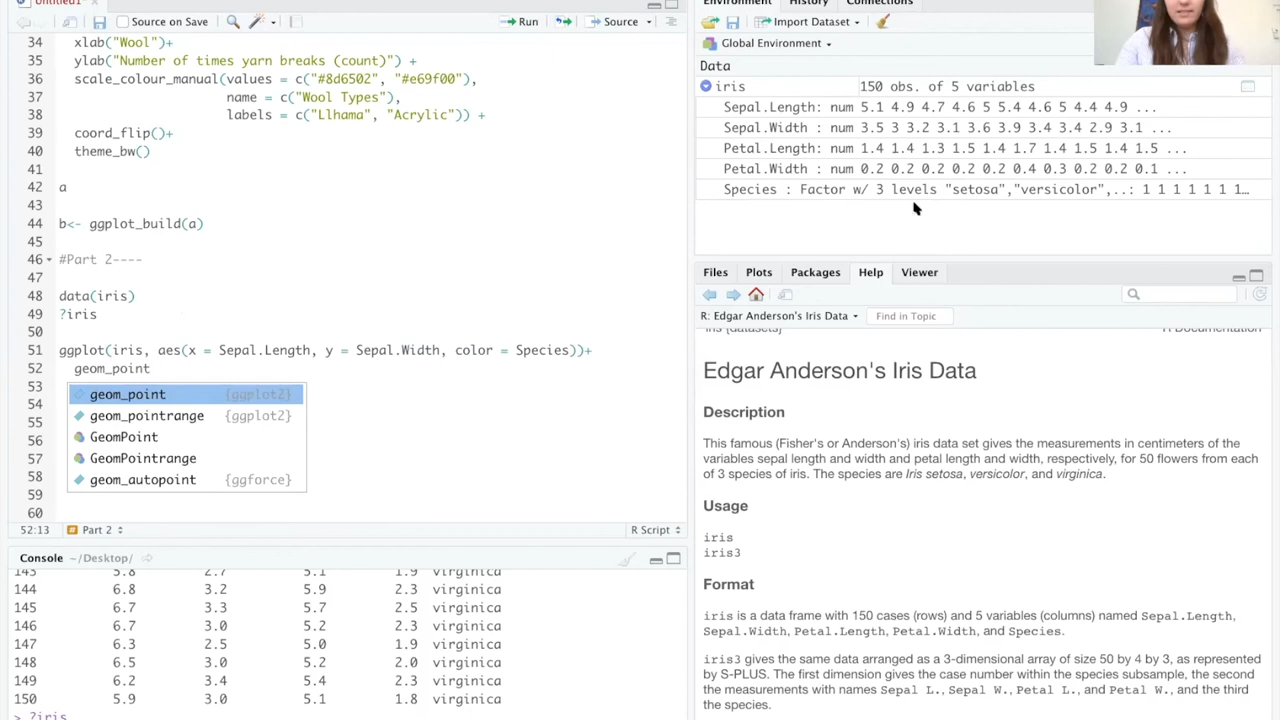 Untitled1*
Source on Save
Run
Source
34 xlab("Wool")+
35 ylab("Number of times yarn breaks (count)") +
36 scale_colour_manual(values = c("#8d6502", "#e69f00"),
37 name = c("Wool Types"),
38 labels = c("Llhama", "Acrylic")) +
39 coord_flip()+
40 theme_bw()
41
42 a
43
44 b<- ggplot_build(a)
45
46 #Part 2----
47
48 data(iris)
49 ?iris
50
51 ggplot(iris, aes(x = Sepal.Length, y = Sepal.Width, color = Species))+
52 geom_point
53
54
55
56
57
58
59
60
geom_point {ggplot2}
geom_pointrange {ggplot2}
GeomPoint
GeomPointrange
geom_autopoint {ggforce}
52:13 Part 2 R Script
Console ~/Desktop/
143 5.8 2.7 5.1 1.9 virginica
144 6.8 3.2 5.9 2.3 virginica
145 6.7 3.3 5.7 2.5 virginica
146 6.7 3.0 5.2 2.3 virginica
147 6.3 2.5 5.0 1.9 virginica
148 6.5 3.0 5.2 2.0 virginica
149 6.2 3.4 5.4 2.3 virginica
150 5.9 3.0 5.1 1.8 virginica
> ?iris
Environment History Connections
Import Dataset
Global Environment
Data
iris 150 obs. of 5 variables
Sepal.Length: num 5.1 4.9 4.7 4.6 5 5.4 4.6 5 4.4 4.9 ...
Sepal.Width : num 3.5 3 3.2 3.1 3.6 3.9 3.4 3.4 2.9 3.1 ...
Petal.Length: num 1.4 1.4 1.3 1.5 1.4 1.7 1.4 1.5 1.4 1.5 ...
Petal.Width : num 0.2 0.2 0.2 0.2 0.2 0.4 0.3 0.2 0.2 0.1 ...
Species : Factor w/ 3 levels "setosa","versicolor",..: 1 1 1 1 1 1 1…
Files Plots Packages Help Viewer
R: Edgar Anderson's Iris Data Find in Topic
iris {datasets} R Documentation
Edgar Anderson's Iris Data
Description
This famous (Fisher's or Anderson's) iris data set gives the measurements in centimeters of the
variables sepal length and width and petal length and width, respectively, for 50 flowers from each
of 3 species of iris. The species are Iris setosa, versicolor, and virginica.
Usage
iris
iris3
Format
iris is a data frame with 150 cases (rows) and 5 variables (columns) named Sepal.Length,
Sepal.Width, Petal.Length, Petal.Width, and Species.
iris3 gives the same data arranged as a 3-dimensional array of size 50 by 4 by 3, as represented
by S-PLUS. The first dimension gives the case number within the species subsample, the second
the measurements with names Sepal L., Sepal W., Petal L., and Petal W., and the third
the species.